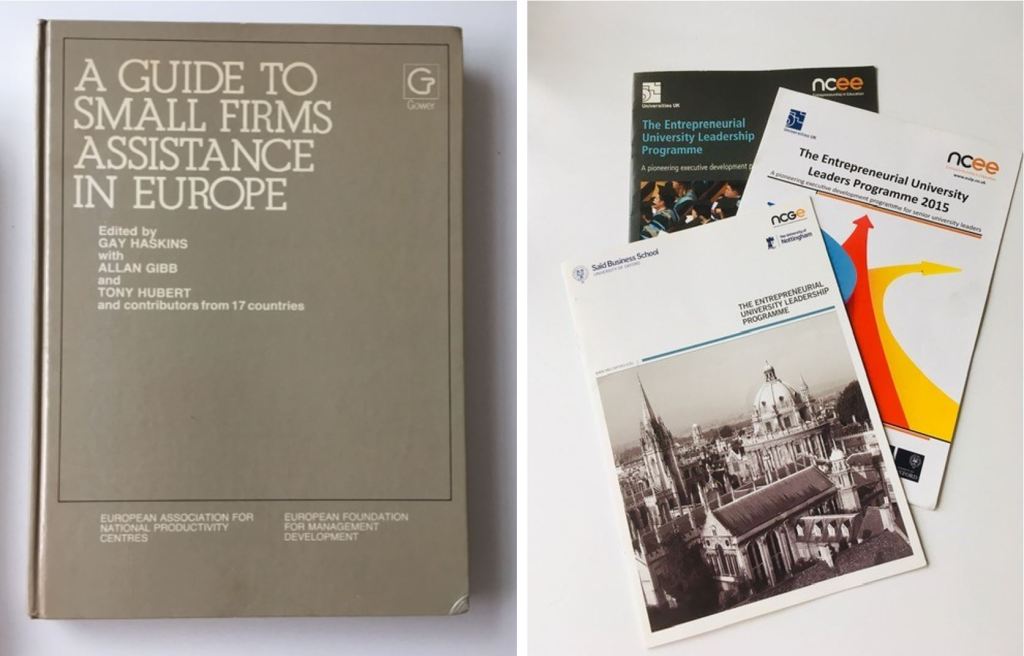 A GUIDE TO
SMALL FIRMS
ASSISTANCE
IN EUROPE
Gower
Edited by
GAY HASKINS
with
ALLAN GIBB
and
TONY HUBERT
and contributors from 17 countries
EUROPEAN ASSOCIATION FOR
NATIONAL PRODUCTIVITY
CENTRES
EUROPEAN FOUNDATION
FOR MANAGEMENT
DEVELOPMENT
Universities UK
ncee
The Entrepreneurial
University Leadership
Programme
A pioneering executive development
Universities UK
ncee
The Entrepreneurial University
Leaders Programme 2015
A pioneering executive development programme for senior university leaders
Saïd Business School
UNIVERSITY OF OXFORD
ncGe
The University of
Nottingham
THE ENTREPRENEURIAL
UNIVERSITY LEADERSHIP
PROGRAMME